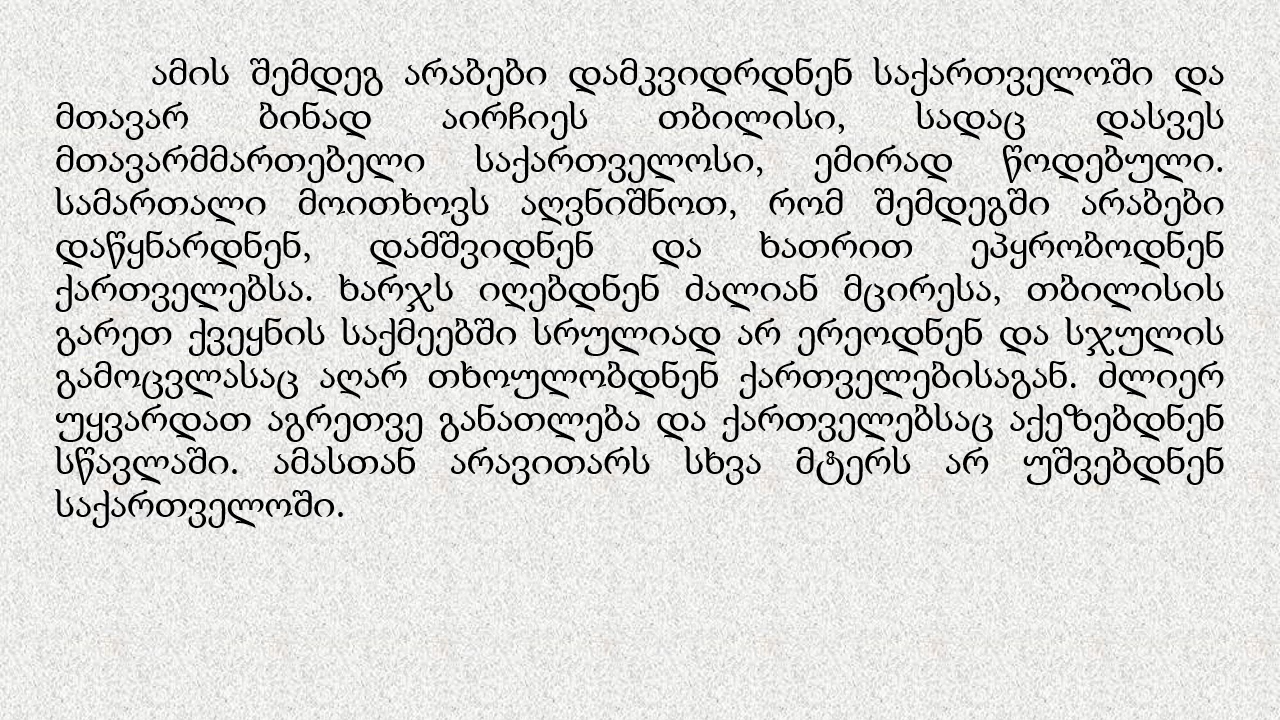 ამის შემდეგ არაბები დამკვიდრდნენ საქართველოში და
მთავარ ბინად აირჩიეს თბილისი, სადაც დასვეს
მთავარმმართებელი საქართველოსი, ემირად წოდებული.
სამართალი მოითხოვს აღვნიშნოთ, რომ შემდეგში არაბები
დაწყნარდნენ, დამშვიდნენ და ხათრით ეპყრობოდნენ
ქართველებსა. ხარჯს იღებდნენ ძალიან მცირესა, თბილისის
გარეთ ქვეყნის საქმეებში სრულიად არ ერეოდნენ და სჯულის
გამოცვლასაც აღარ თხოულობდნენ ქართველებისაგან. ძლიერ
უყვარდათ აგრეთვე განათლება და ქართველებსაც აქეზებდნენ
სწავლაში. ამასთან არავითარს სხვა მტერს არ უშვებდნენ
საქართველოში.